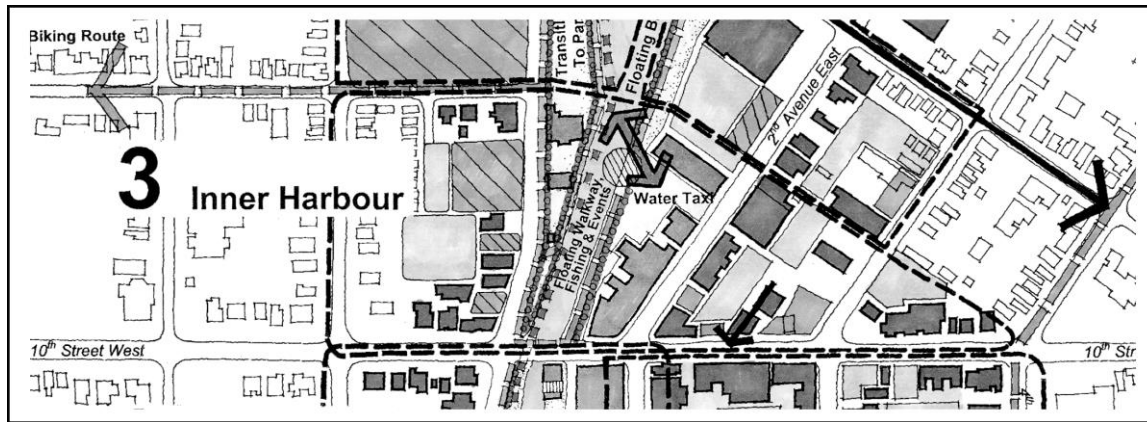 Biking Route
Transiti
To Par
Floating B
2nd Avenue East
3 Inner Harbour
Water Taxi
Floating Walkway
Fishing & Events
10th Street West
10th Str